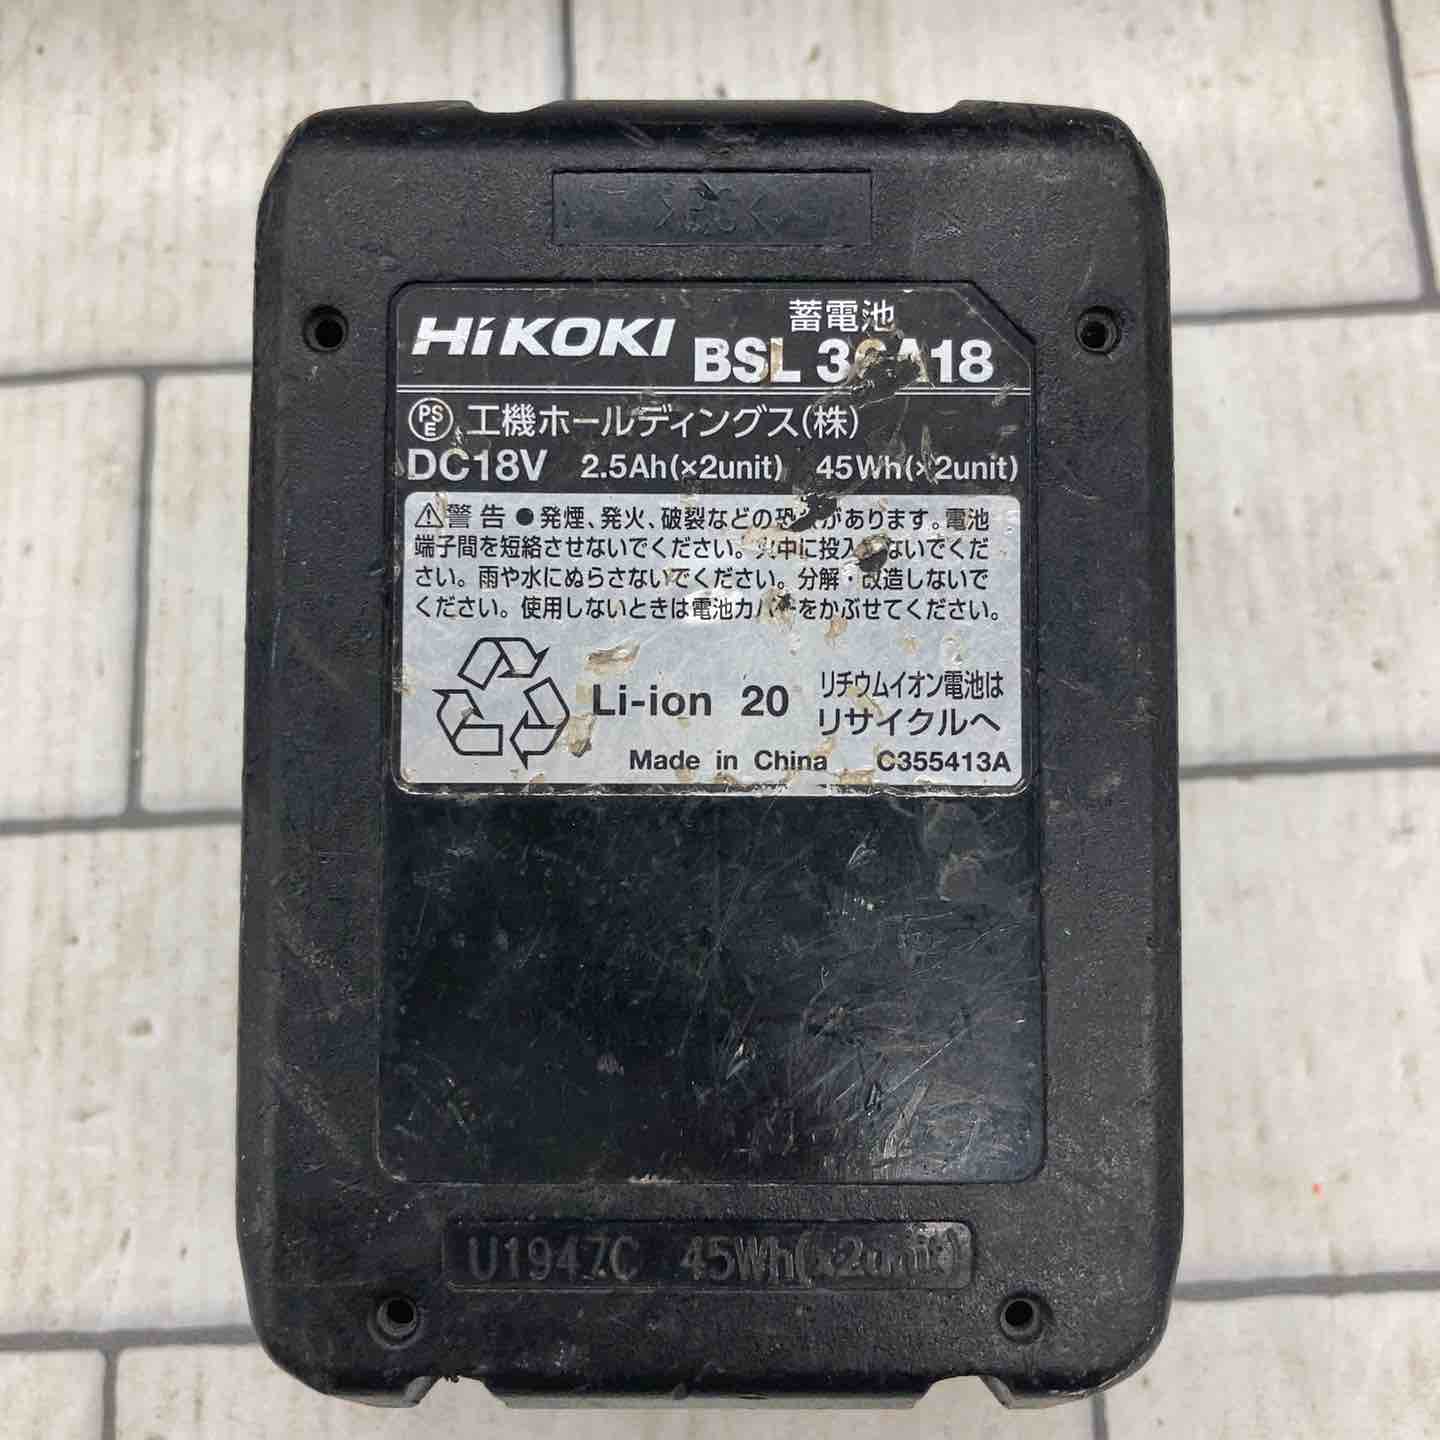 蓄電池
HiKOKI BSL 36A18
PSE 工機ホールディングス(株)
DC18V 2.5Ah(×2unit) 45Wh(×2unit)
⚠警告 ●発煙、発火、破裂などの恐れがあります。電池
端子間を短絡させないでください。火中に投入しないでくだ
さい。雨や水にぬらさないでください。分解・改造しないで
ください。使用しないときは電池カバーをかぶせてください。
Li-ion 20 リチウムイオン電池は
リサイクルへ
Made in China C355413A
U1947C 45Wh(×2unit)